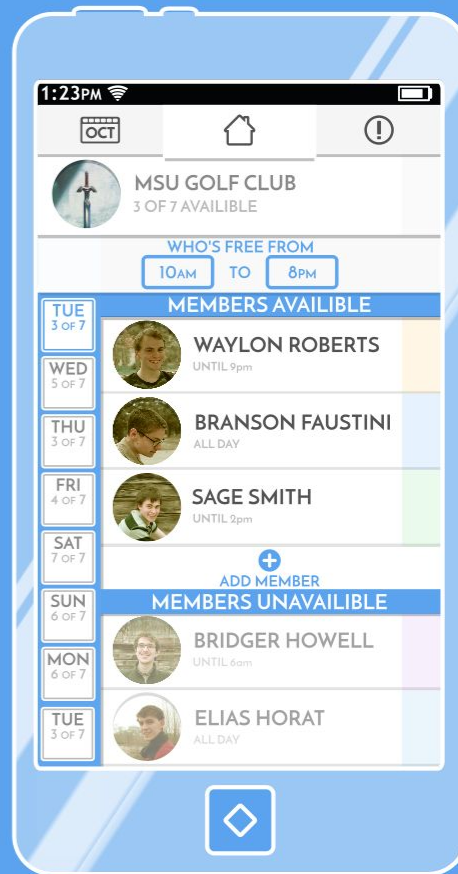 1:23PM
OCT
MSU GOLF CLUB
3 OF 7 AVAILIBLE
WHO'S FREE FROM
10AM TO 8PM
MEMBERS AVAILIBLE
TUE
3 OF 7
WED
5 OF 7
THU
3 OF 7
FRI
4 OF 7
SAT
7 OF 7
SUN
6 OF 7
MON
6 OF 7
TUE
3 OF 7
WAYLON ROBERTS
UNTIL 9pm
BRANSON FAUSTINI
ALL DAY
SAGE SMITH
UNTIL 2pm
ADD MEMBER
MEMBERS UNAVAILIBLE
BRIDGER HOWELL
UNTIL 6am
ELIAS HORAT
ALL DAY